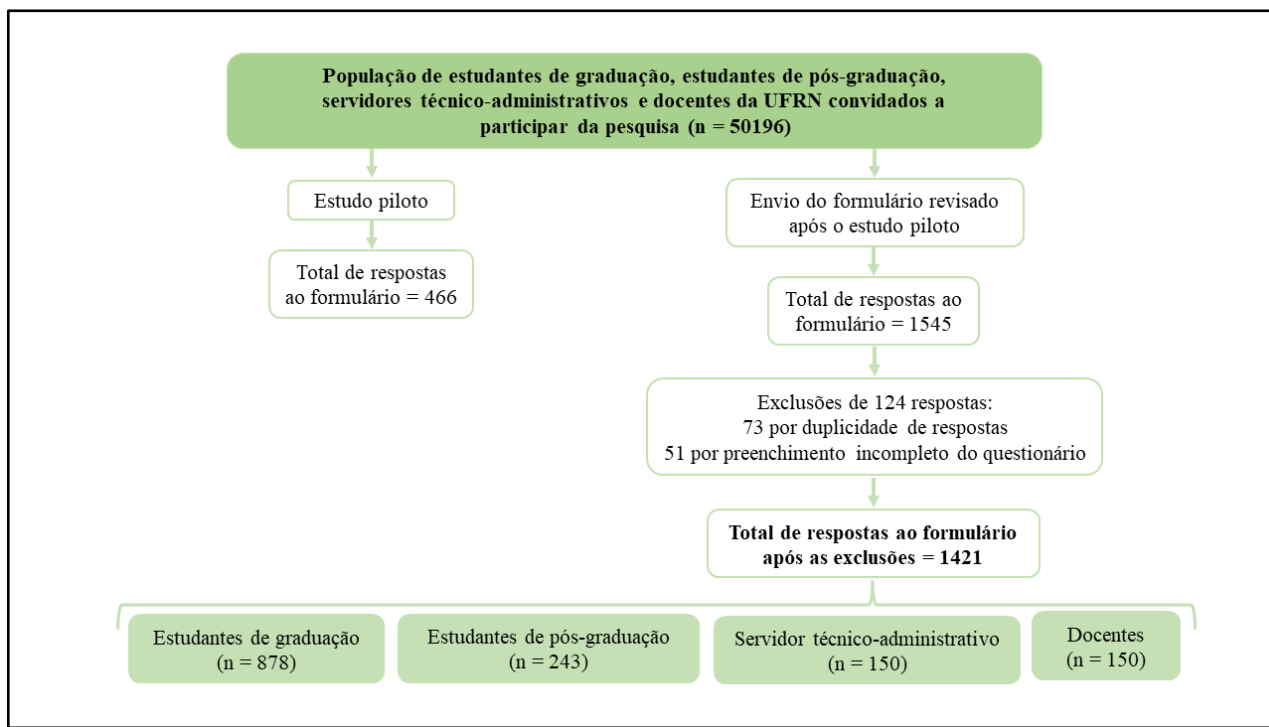 População de estudantes de graduação, estudantes de pós-graduação,
servidores técnico-administrativos e docentes da UFRN convidados a
participar da pesquisa (n = 50196)
Estudo piloto
Total de respostas
ao formulário = 466
Envio do formulário revisado
após o estudo piloto
Total de respostas ao
formulário = 1545
Exclusões de 124 respostas:
73 por duplicidade de respostas
51 por preenchimento incompleto do questionário
Total de respostas ao formulário
após as exclusões = 1421
Estudantes de graduação
(n = 878)
Estudantes de pós-graduação
(n = 243)
Servidor técnico-administrativo
(n = 150)
Docentes
(n = 150)